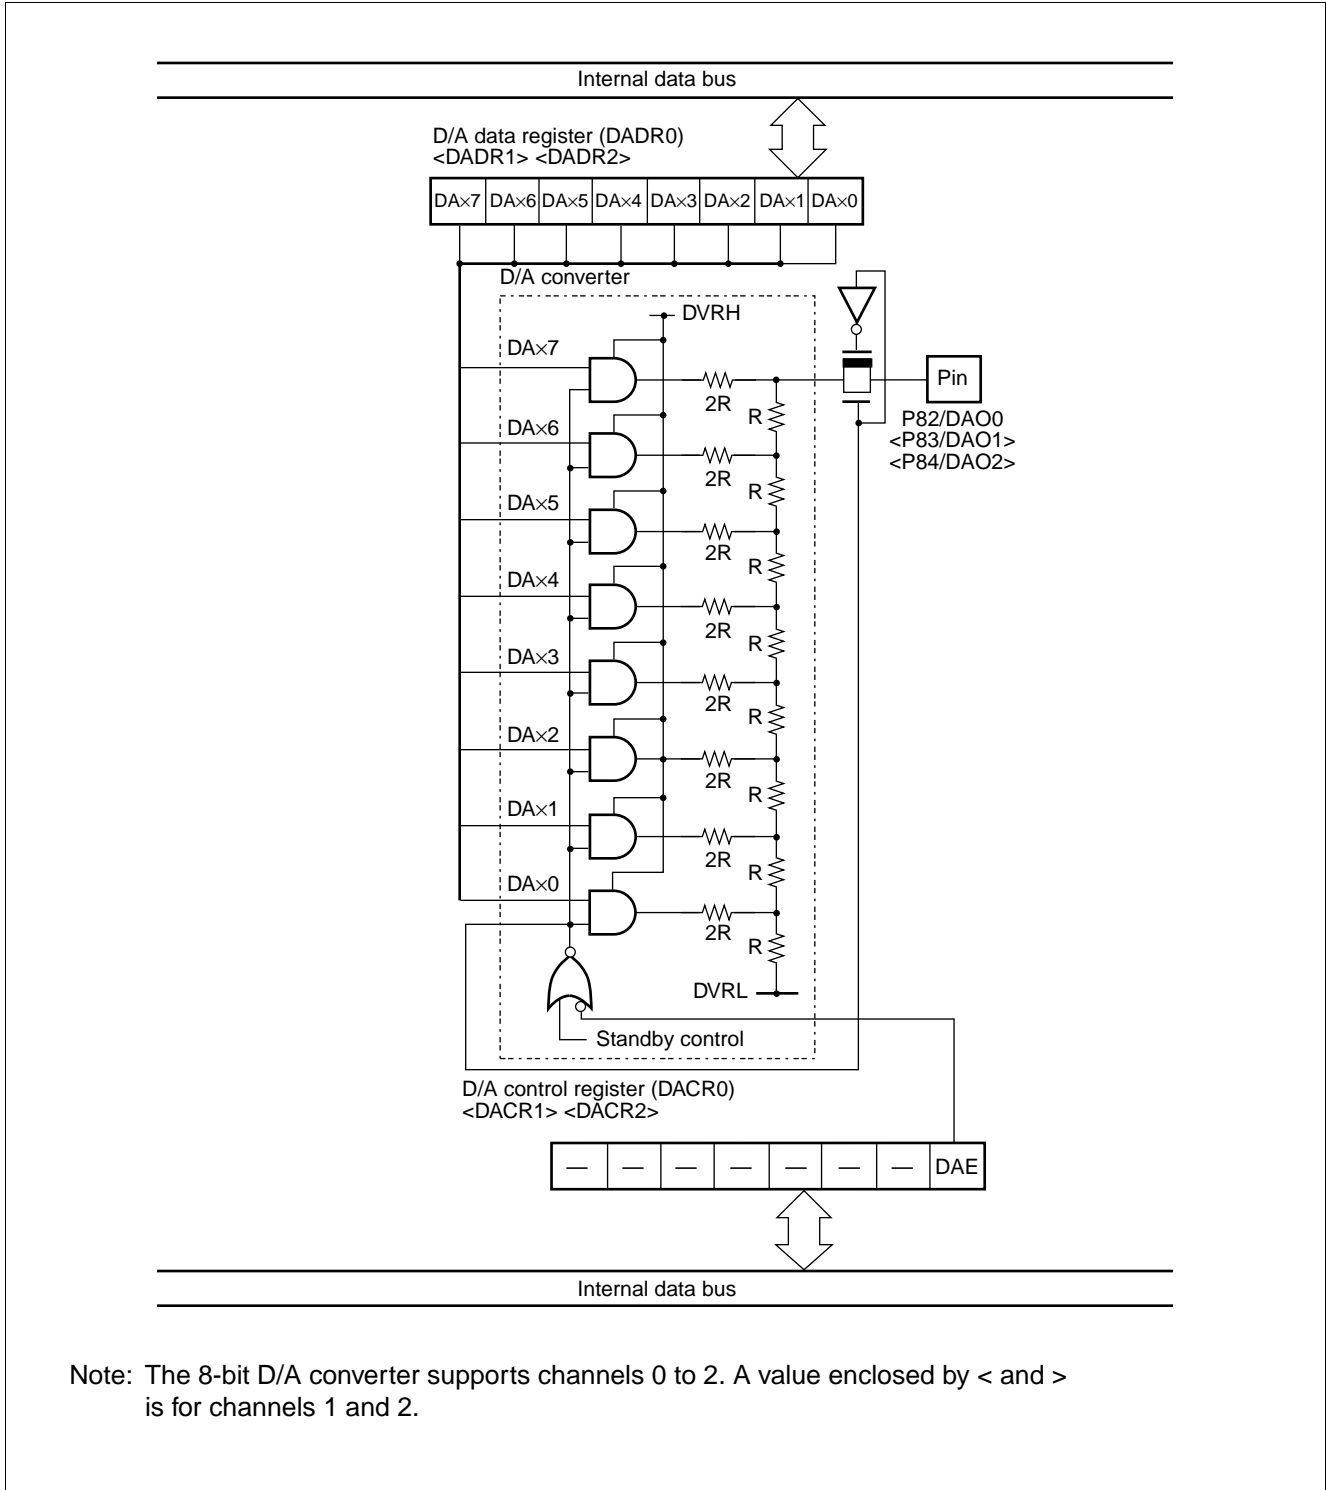 Internal data bus
D/A data register (DADR0)
<DADR1> <DADR2>
DA×7 DA×6 DA×5 DA×4 DA×3 DA×2 DA×1 DA×0
D/A converter
DVRH
DA×7
2R
R
Pin
P82/DAO0
<P83/DAO1>
<P84/DAO2>
DA×6
2R
R
DA×5
2R
R
DA×4
2R
R
DA×3
2R
R
DA×2
2R
R
DA×1
2R
R
DA×0
2R
R
DVRL
Standby control
D/A control register (DACR0)
<DACR1> <DACR2>
— — — — — — — DAE
Internal data bus
Note: The 8-bit D/A converter supports channels 0 to 2. A value enclosed by < and >
is for channels 1 and 2.